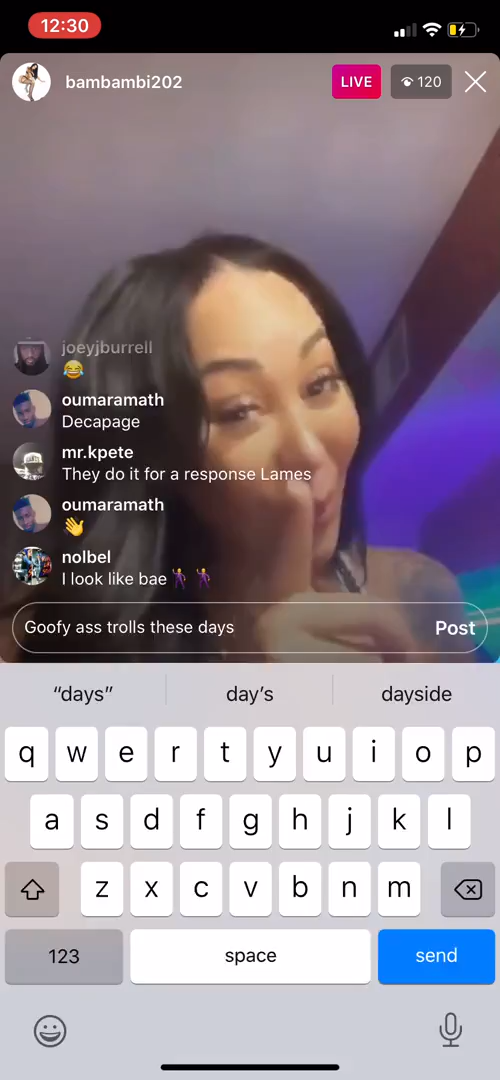 12:30
bambambi202
LIVE
120
joeyjburrell
😂
oumaramath
Decapage
mr.kpete
They do it for a response Lames
oumaramath
👋
nolbel
I look like bae 🕺 🕺
Goofy ass trolls these days
Post
“days”
day's
dayside
q w e r t y u i o p
a s d f g h j k l
z x c v b n m
123
space
send